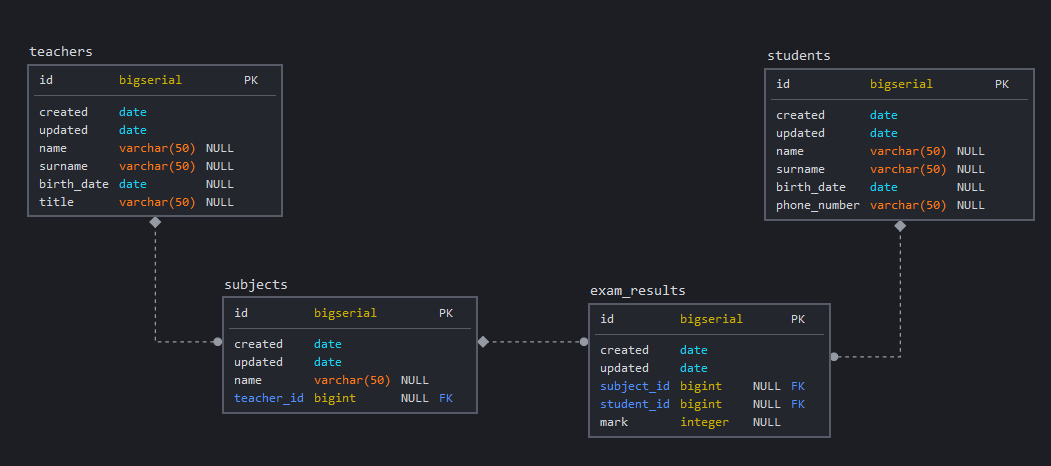 teachers
id bigserial PK
created date
updated date
name varchar(50) NULL
surname varchar(50) NULL
birth_date date NULL
title varchar(50) NULL
students
id bigserial PK
created date
updated date
name varchar(50) NULL
surname varchar(50) NULL
birth_date date NULL
phone_number varchar(50) NULL
subjects
id bigserial PK
created date
updated date
name varchar(50) NULL
teacher_id bigint NULL FK
exam_results
id bigserial PK
created date
updated date
subject_id bigint NULL FK
student_id bigint NULL FK
mark integer NULL